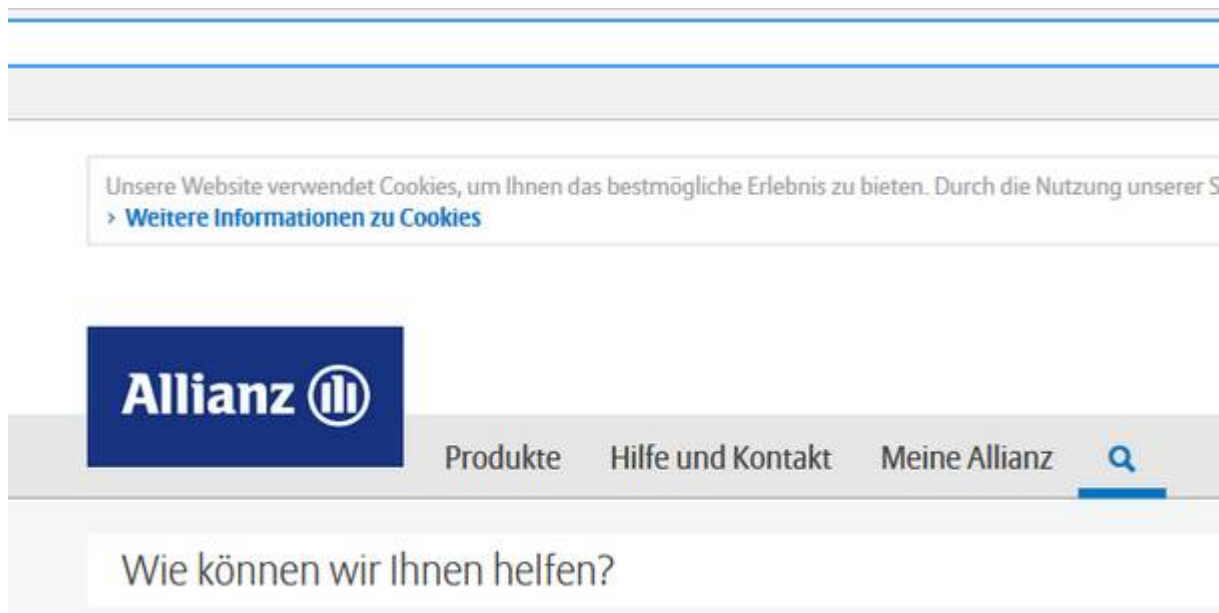 Unsere Website verwendet Cookies, um Ihnen das bestmögliche Erlebnis zu bieten. Durch die Nutzung unserer S
› Weitere Informationen zu Cookies
Allianz
Produkte Hilfe und Kontakt Meine Allianz
Wie können wir Ihnen helfen?